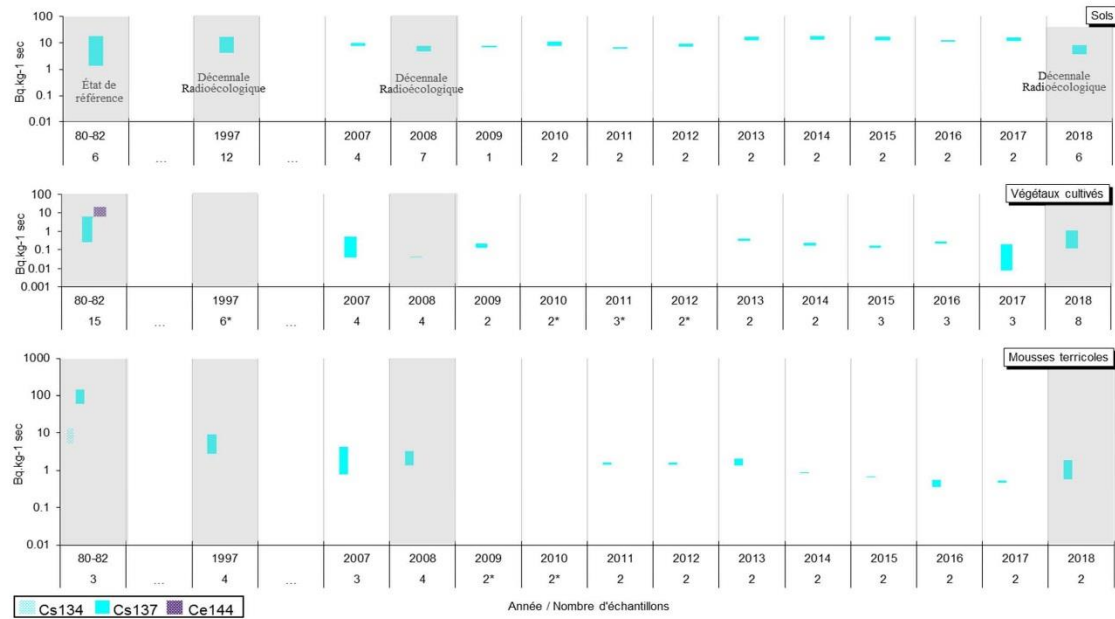 Sols
Bq.kg-1 sec
100
10
1
0.1
0.01
État de
référence
Décennale
Radioécologique
Décennale
Radioécologique
Décennale
Radioécologique
80-82 1997 2007 2008 2009 2010 2011 2012 2013 2014 2015 2016 2017 2018
6 ... 12 ... 4 7 1 2 2 2 2 2 2 2 2 6
Végétaux cultivés
Bq.kg-1 sec
100
10
1
0.1
0.01
0.001
80-82 1997 2007 2008 2009 2010 2011 2012 2013 2014 2015 2016 2017 2018
15 ... 6* ... 4 4 2 2* 3* 2* 2 2 3 3 3 8
Mousses terricoles
Bq.kg-1 sec
1000
100
10
1
0.1
0.01
80-82 1997 2007 2008 2009 2010 2011 2012 2013 2014 2015 2016 2017 2018
3 ... 4 ... 3 4 2* 2* 2 2 2 2 2 2 2 2
Cs134 Cs137 Ce144
Année / Nombre d'échantillons